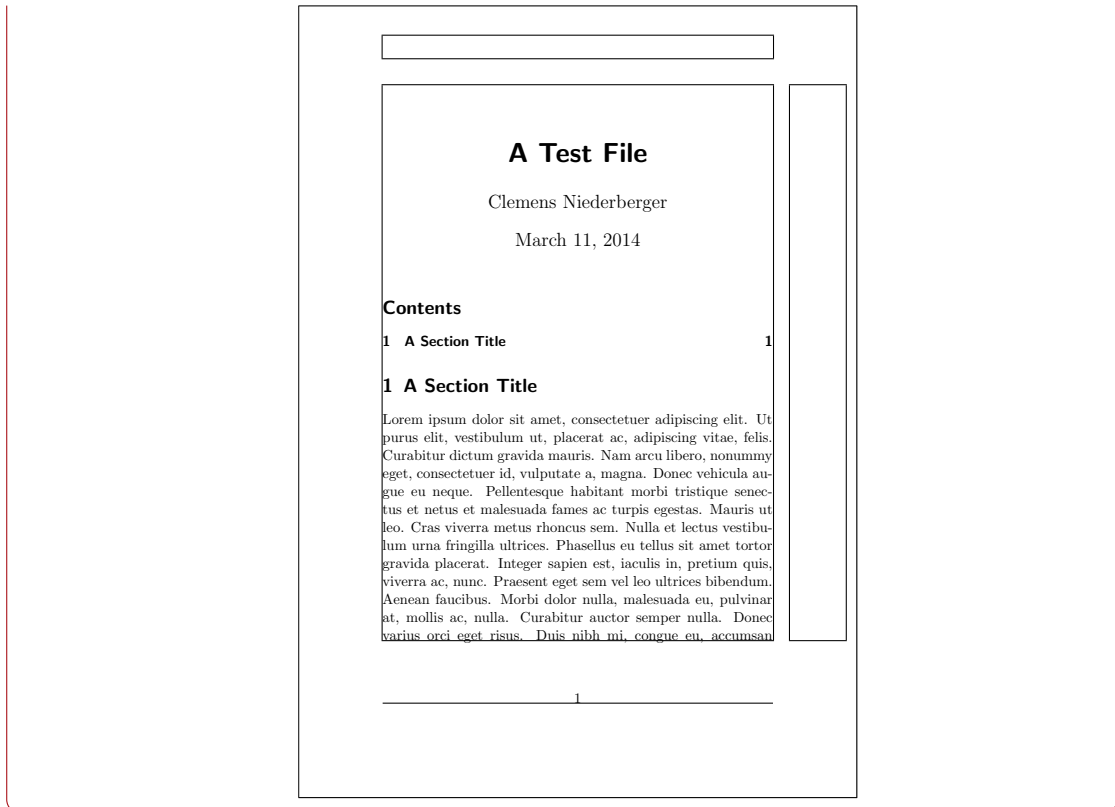 A Test File
Clemens Niederberger
March 11, 2014
Contents
1 A Section Title 1
1 A Section Title
Lorem ipsum dolor sit amet, consectetuer adipiscing elit. Ut
purus elit, vestibulum ut, placerat ac, adipiscing vitae, felis.
Curabitur dictum gravida mauris. Nam arcu libero, nonummy
eget, consectetuer id, vulputate a, magna. Donec vehicula au-
gue eu neque. Pellentesque habitant morbi tristique senec-
tus et netus et malesuada fames ac turpis egestas. Mauris ut
leo. Cras viverra metus rhoncus sem. Nulla et lectus vestibu-
lum urna fringilla ultrices. Phasellus eu tellus sit amet tortor
gravida placerat. Integer sapien est, iaculis in, pretium quis,
viverra ac, nunc. Praesent eget sem vel leo ultrices bibendum.
Aenean faucibus. Morbi dolor nulla, malesuada eu, pulvinar
at, mollis ac, nulla. Curabitur auctor semper nulla. Donec
varius orci eget risus. Duis nibh mi, congue eu, accumsan
1